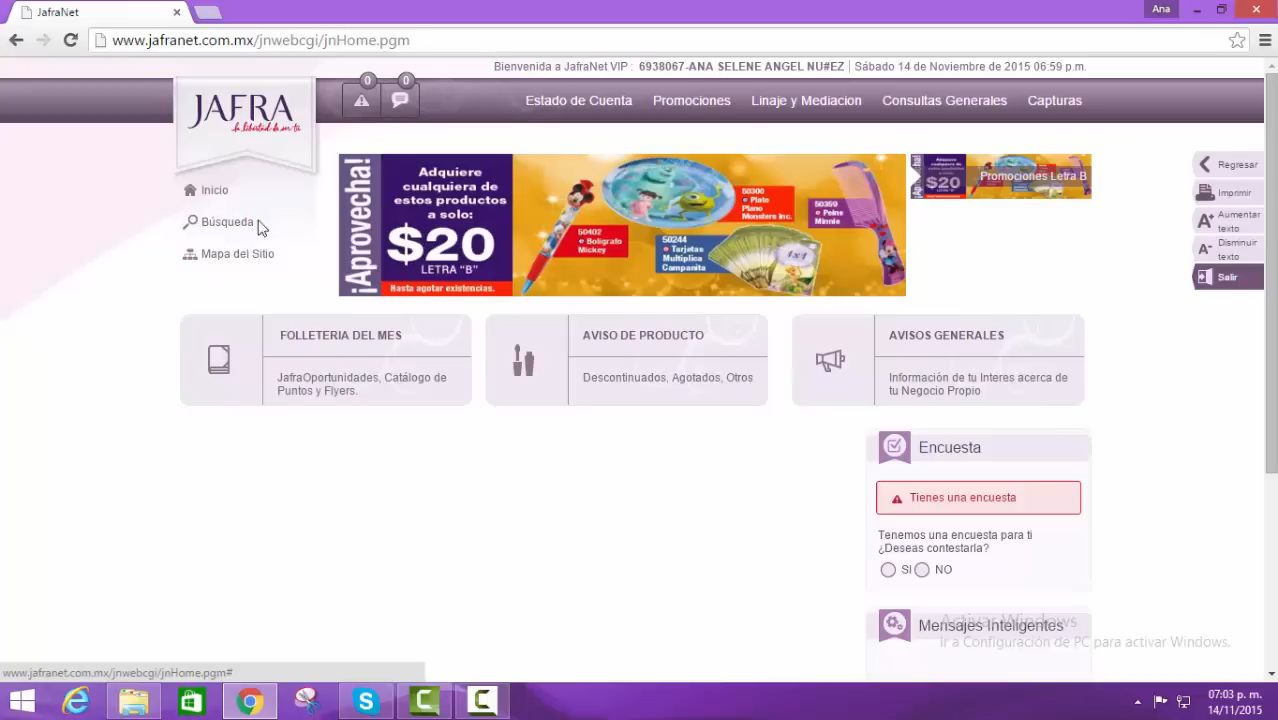 JafraNet
Ana
www.jafranet.com.mx/jnwebcgi/jnHome.pgm
Bienvenida a JafraNet VIP : 6938067-ANA SELENE ANGEL NU#EZ | Sábado 14 de Noviembre de 2015 06:59 p.m.
JAFRA
la libertad de ser tú
0
0
Estado de Cuenta
Promociones
Linaje y Mediacion
Consultas Generales
Capturas
Inicio
Búsqueda
Mapa del Sitio
¡Aprovecha!
Adquiere
cualquiera de
estos productos
a solo:
$20
LETRA "B"
Hasta agotar existencias.
50402
Bolígrafo
Mickey
50300
Plato
Plano
Monsters Inc.
50244
Tarjetas
Multiplica
Campanita
1x1
50359
Peine
Minnie
$20
Promociones Letra B
Regresar
Imprimir
A+ Aumentar
texto
A- Disminuir
texto
Salir
FOLLETERIA DEL MES
JafraOportunidades, Catálogo de
Puntos y Flyers.
AVISO DE PRODUCTO
Descontinuados, Agotados, Otros
AVISOS GENERALES
Información de tu Interes acerca de
tu Negocio Propio
Encuesta
Tienes una encuesta
Tenemos una encuesta para ti
¿Deseas contestarla?
SI NO
Mensajes Inteligentes
Activar Windows
Ir a Configuración de PC para activar Windows.
www.jafranet.com.mx/jnwebcgi/jnHome.pgm#
07:03 p. m.
14/11/2015